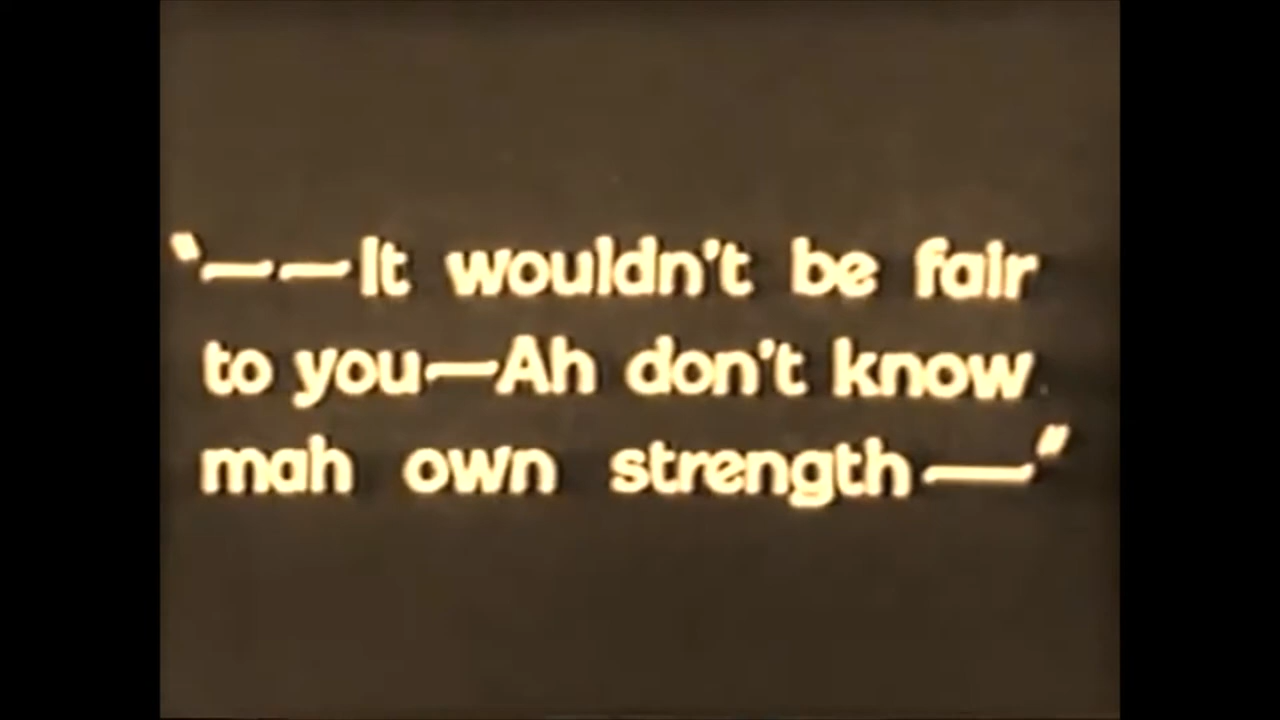 "——It wouldn't be fair
to you—Ah don't know
mah own strength—"